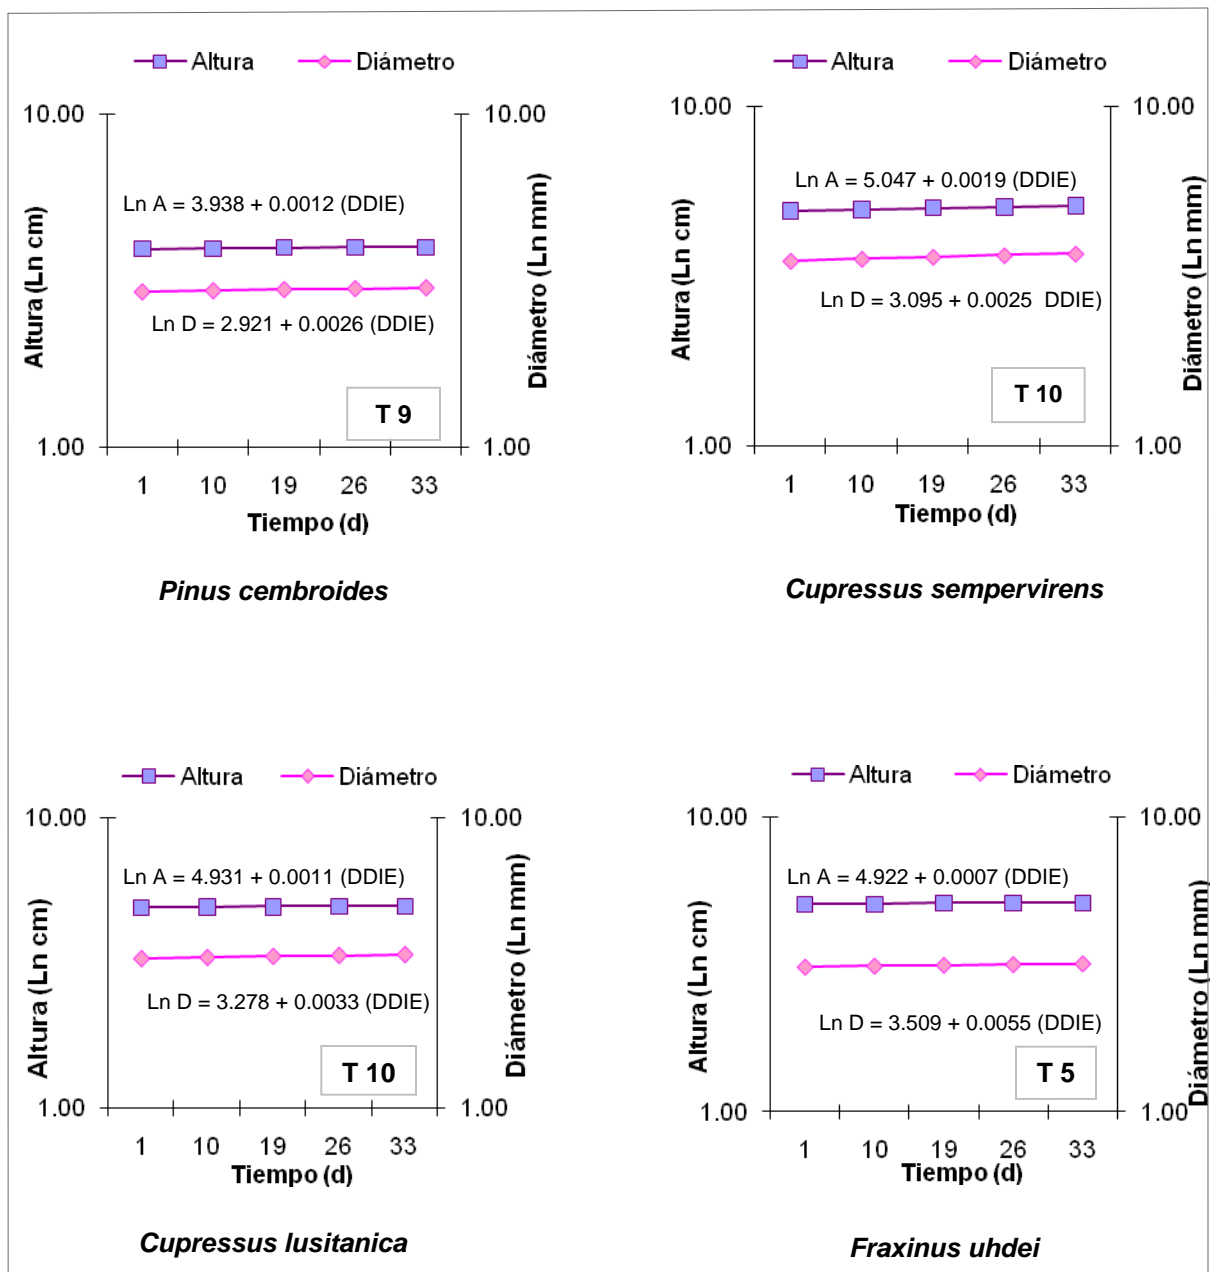 Altura Diámetro
10.00 10.00
Ln A = 3.938 + 0.0012 (DDIE)
Altura (Ln cm)
Diámetro (Ln mm)
Ln D = 2.921 + 0.0026 (DDIE)
T 9
1.00 1.00
1 10 19 26 33
Tiempo (d)
Pinus cembroides
Altura Diámetro
10.00 10.00
Ln A = 5.047 + 0.0019 (DDIE)
Altura (Ln cm)
Diámetro (Ln mm)
Ln D = 3.095 + 0.0025 DDIE)
T 10
1.00 1.00
1 10 19 26 33
Tiempo (d)
Cupressus sempervirens
Altura Diámetro
10.00 10.00
Ln A = 4.931 + 0.0011 (DDIE)
Altura (Ln cm)
Diámetro (Ln mm)
Ln D = 3.278 + 0.0033 (DDIE)
T 10
1.00 1.00
1 10 19 26 33
Tiempo (d)
Cupressus lusitanica
Altura Diámetro
10.00 10.00
Ln A = 4.922 + 0.0007 (DDIE)
Altura (Ln cm)
Diámetro (Ln mm)
Ln D = 3.509 + 0.0055 (DDIE)
T 5
1.00 1.00
1 10 19 26 33
Tiempo (d)
Fraxinus uhdei